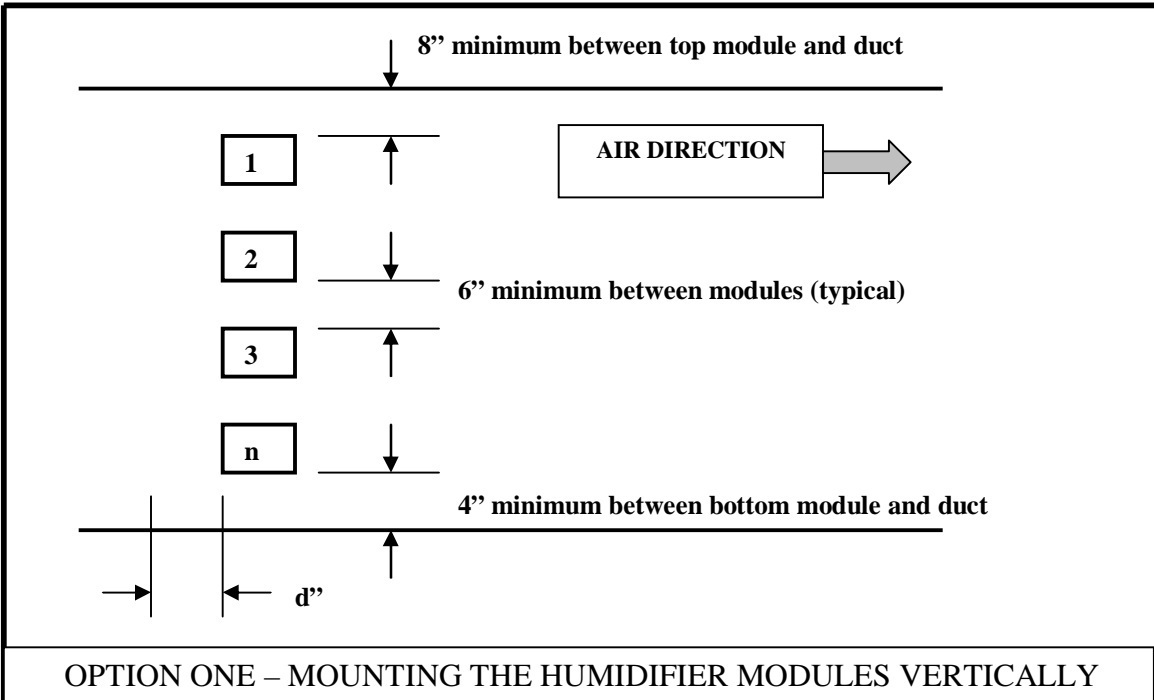 8” minimum between top module and duct
1
AIR DIRECTION
2
6” minimum between modules (typical)
3
n
4” minimum between bottom module and duct
d”
OPTION ONE – MOUNTING THE HUMIDIFIER MODULES VERTICALLY